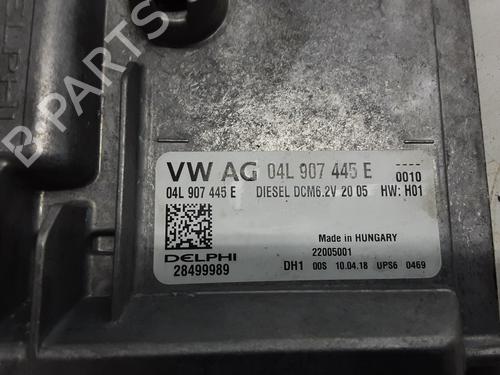 DELPHI
VW AG 04L 907 445 E ----
0010
04L 907 445 E DIESEL DCM6.2V 20 05 HW: H01
Made in HUNGARY
DELPHI 22005001
28499989 DH1 00S 10.04.18 UPS6 0469
B-PARTS